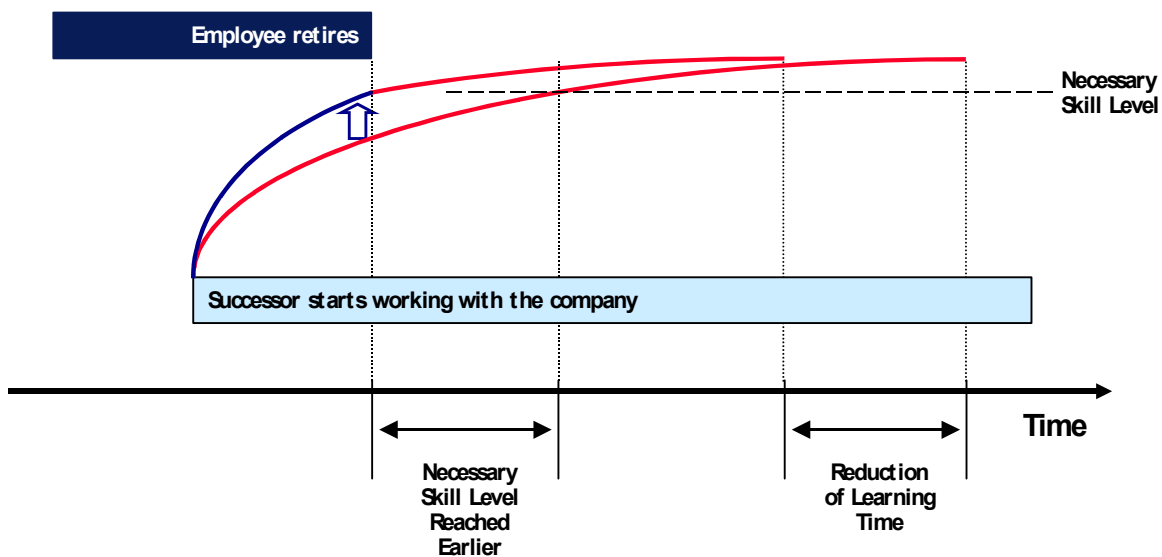 Employee retires
Necessary
Skill Level
Successor starts working with the company
Time
Necessary
Skill Level
Reached
Earlier
Reduction
of Learning
Time